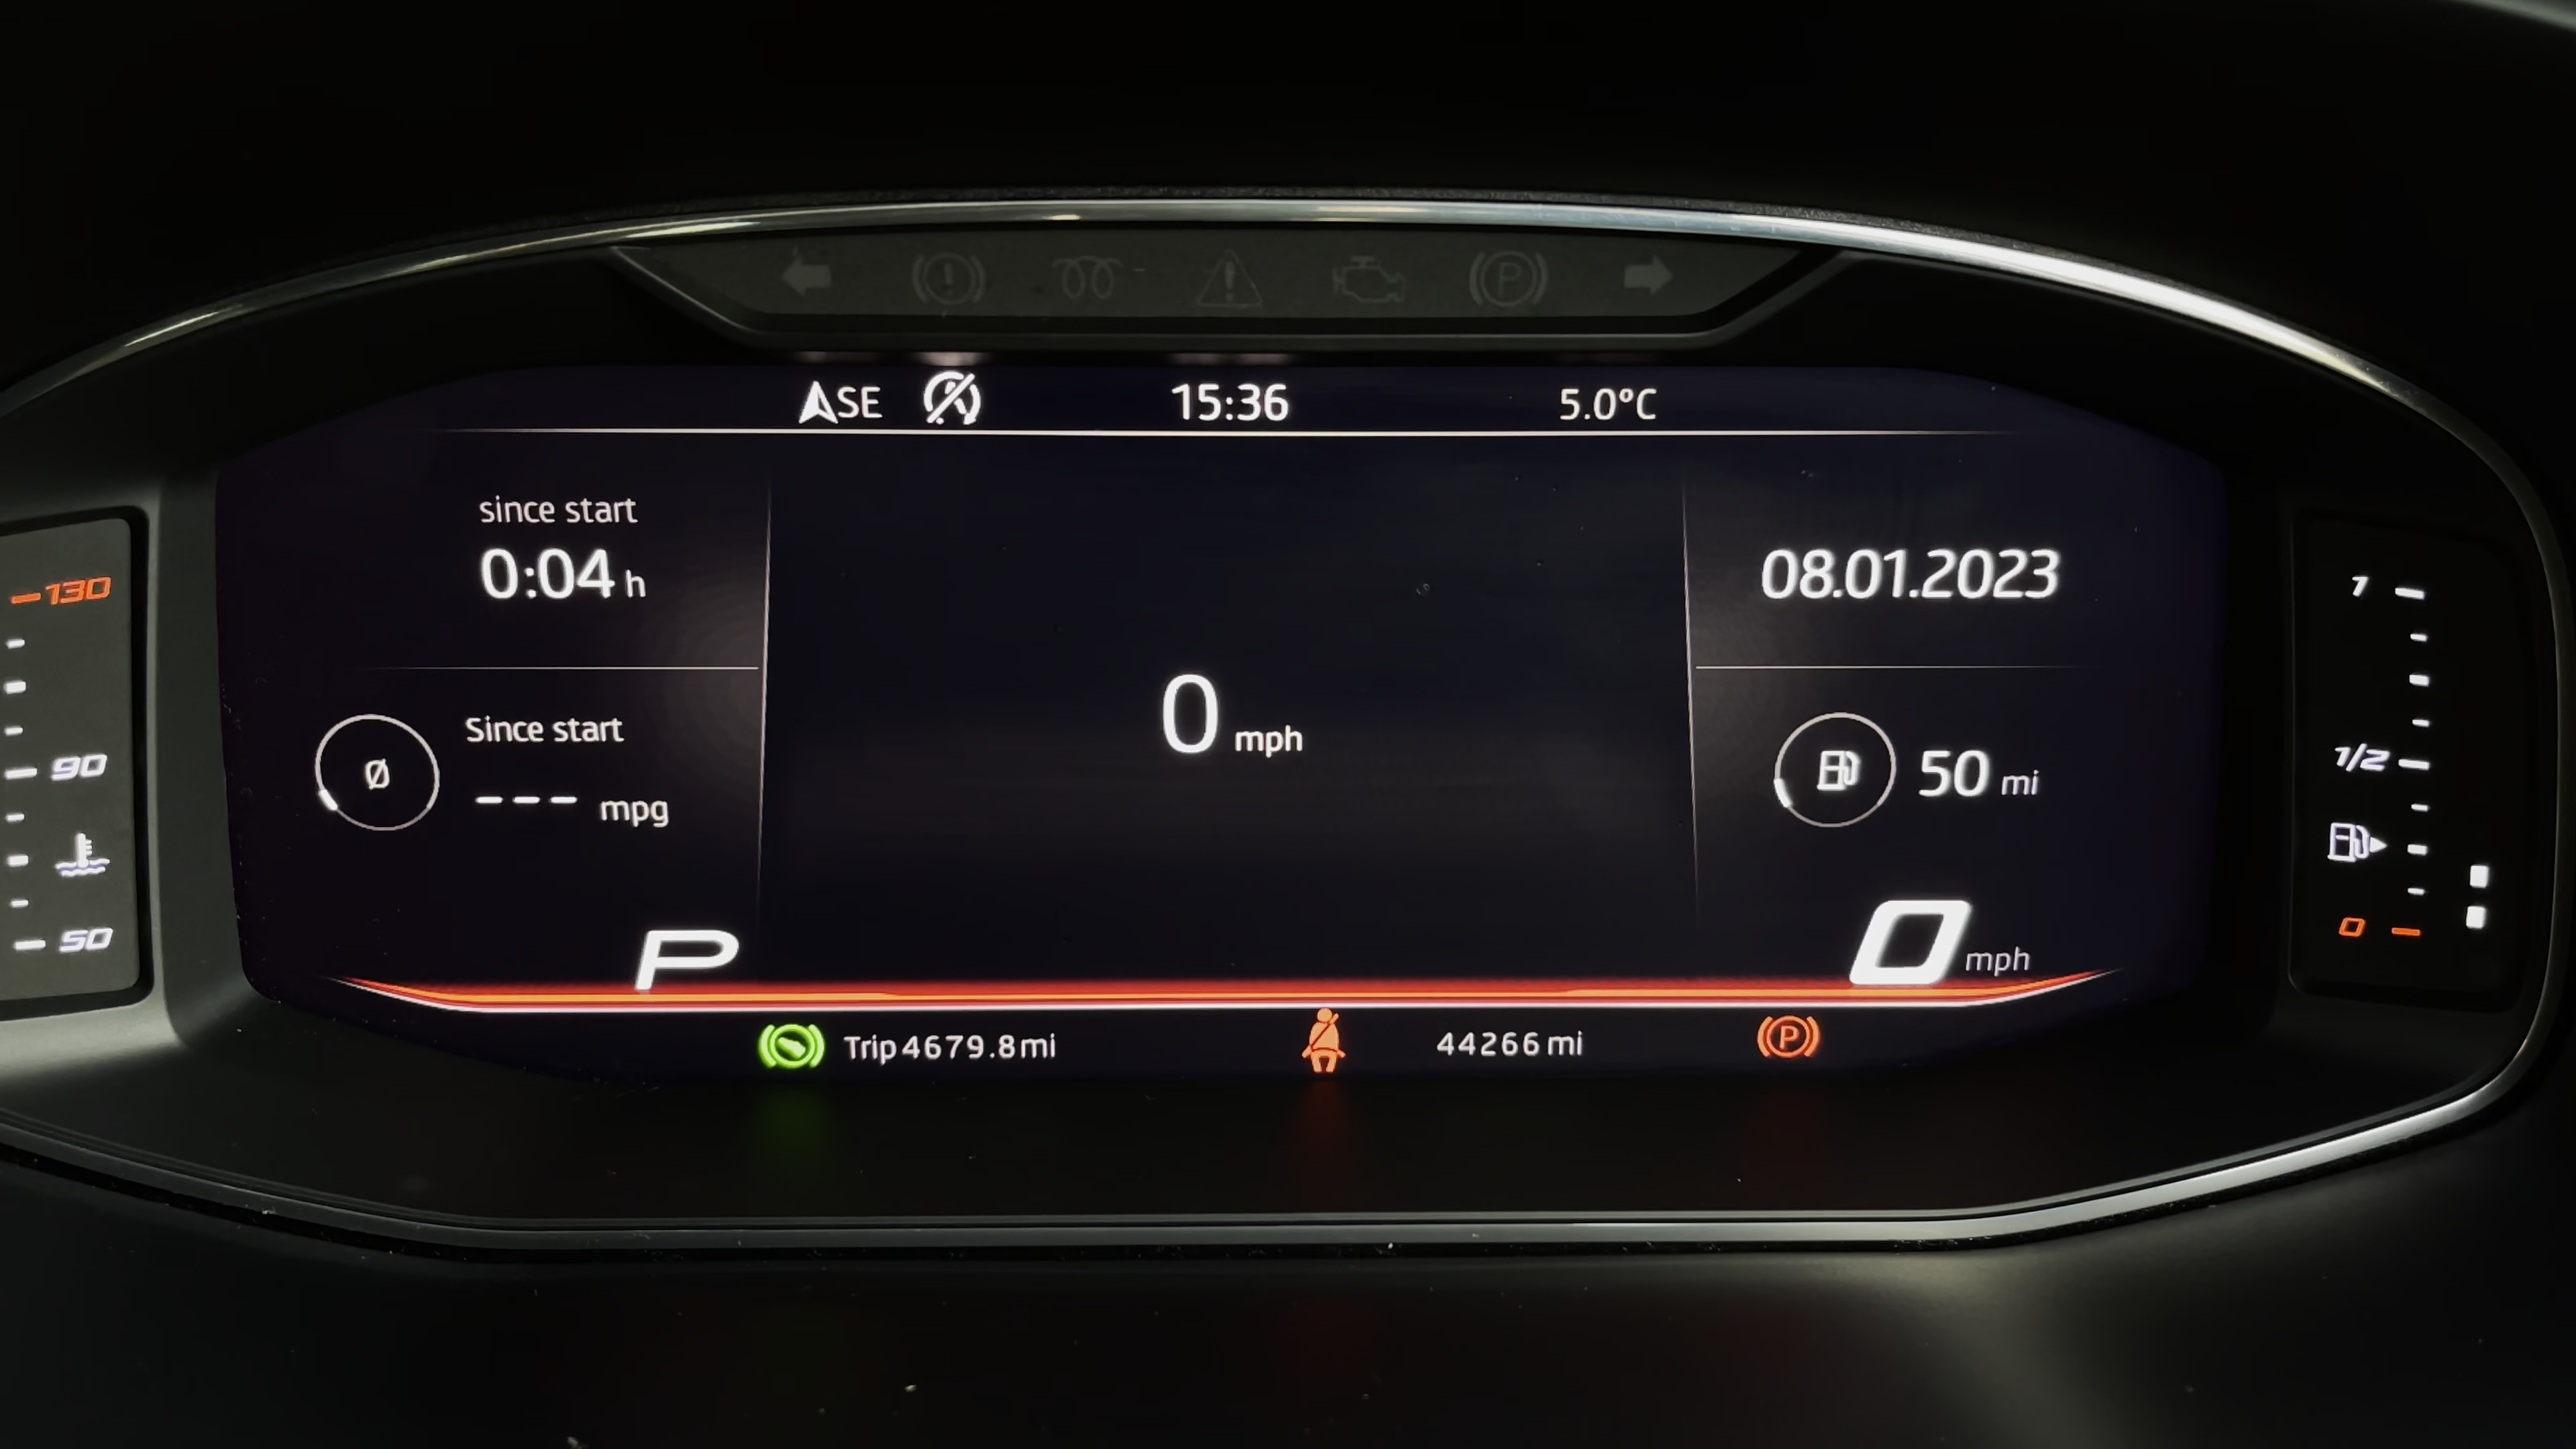 SE 15:36 5.0°C
since start
0:04 h
08.01.2023
130
1
Since start
--- mpg
0 mph
50 mi
90
1/2
50
0
P
0 mph
Trip 4679.8 mi
44266 mi
P
P